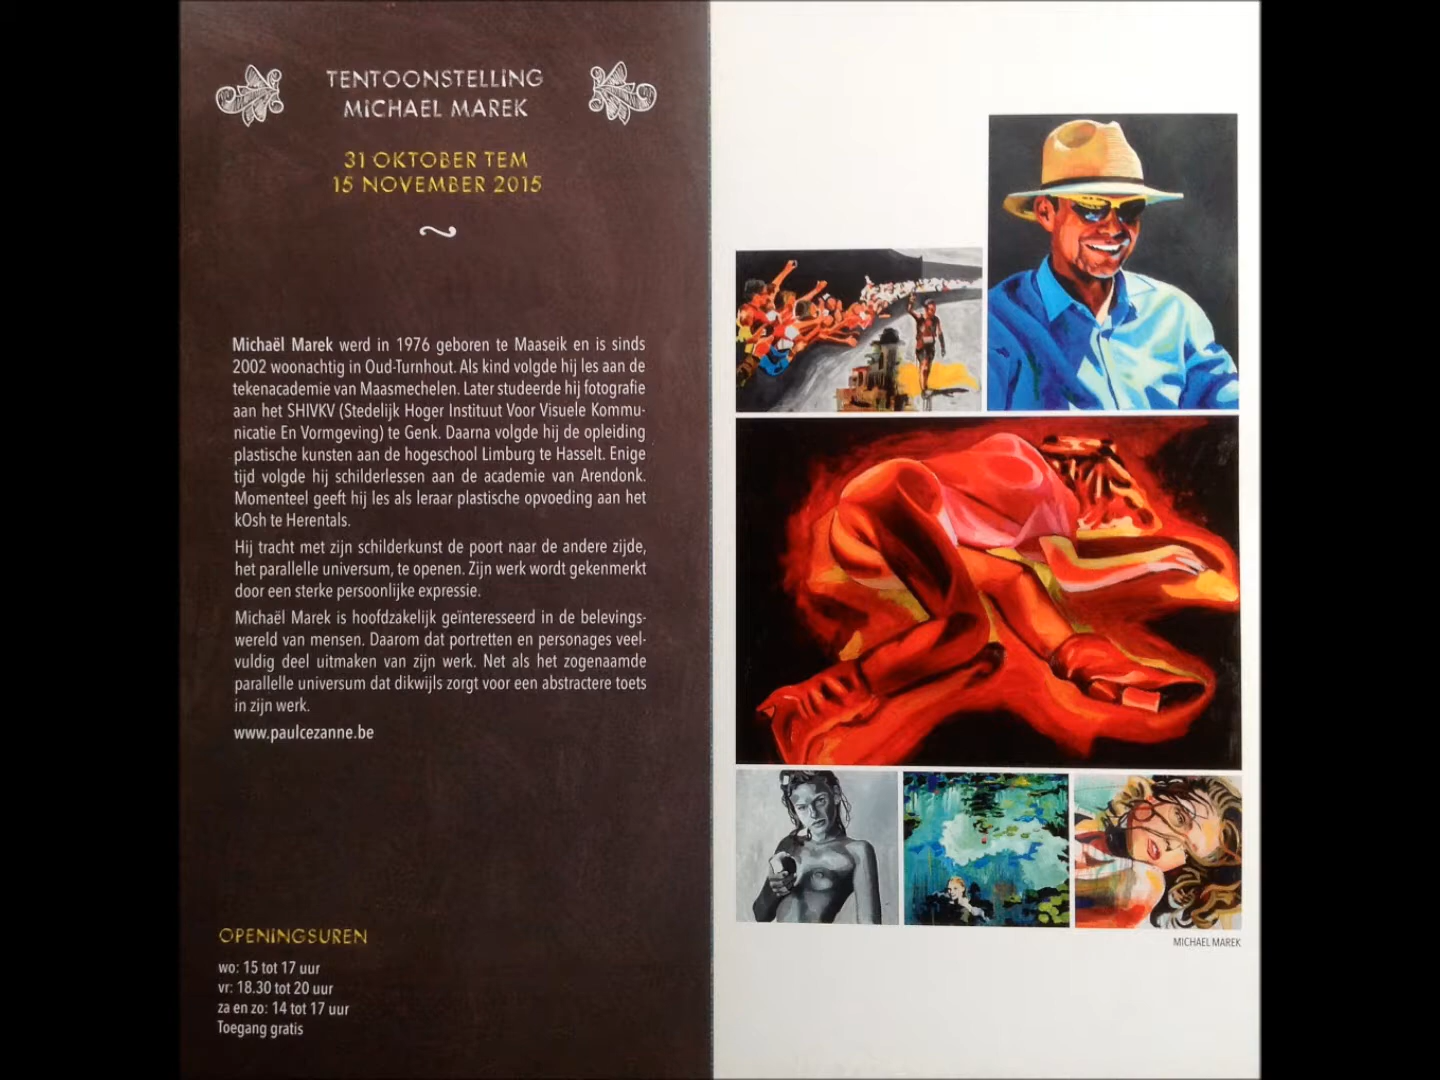 TENTOONSTELLING
MICHAEL MAREK
31 OKTOBER TEM
15 NOVEMBER 2015
Michaël Marek werd in 1976 geboren te Maaseik en is sinds
2002 woonachtig in Oud-Turnhout. Als kind volgde hij les aan de
tekenacademie van Maasmechelen. Later studeerde hij fotografie
aan het SHIVKV (Stedelijk Hoger Instituut Voor Visuele Kommu-
nicatie En Vormgeving) te Genk. Daarna volgde hij de opleiding
plastische kunsten aan de hogeschool Limburg te Hasselt. Enige
tijd volgde hij schilderlessen aan de academie van Arendonk.
Momenteel geeft hij les als leraar plastische opvoeding aan het
kOsh te Herentals.
Hij tracht met zijn schilderkunst de poort naar de andere zijde,
het parallelle universum, te openen. Zijn werk wordt gekenmerkt
door een sterke persoonlijke expressie.
Michaël Marek is hoofdzakelijk geïnteresseerd in de belevings-
wereld van mensen. Daarom dat portretten en personages veel-
vuldig deel uitmaken van zijn werk. Net als het zogenaamde
parallelle universum dat dikwijls zorgt voor een abstractere toets
in zijn werk.
www.paulcezanne.be
OPENINGSUREN
wo: 15 tot 17 uur
vr: 18.30 tot 20 uur
za en zo: 14 tot 17 uur
Toegang gratis
MICHAEL MAREK